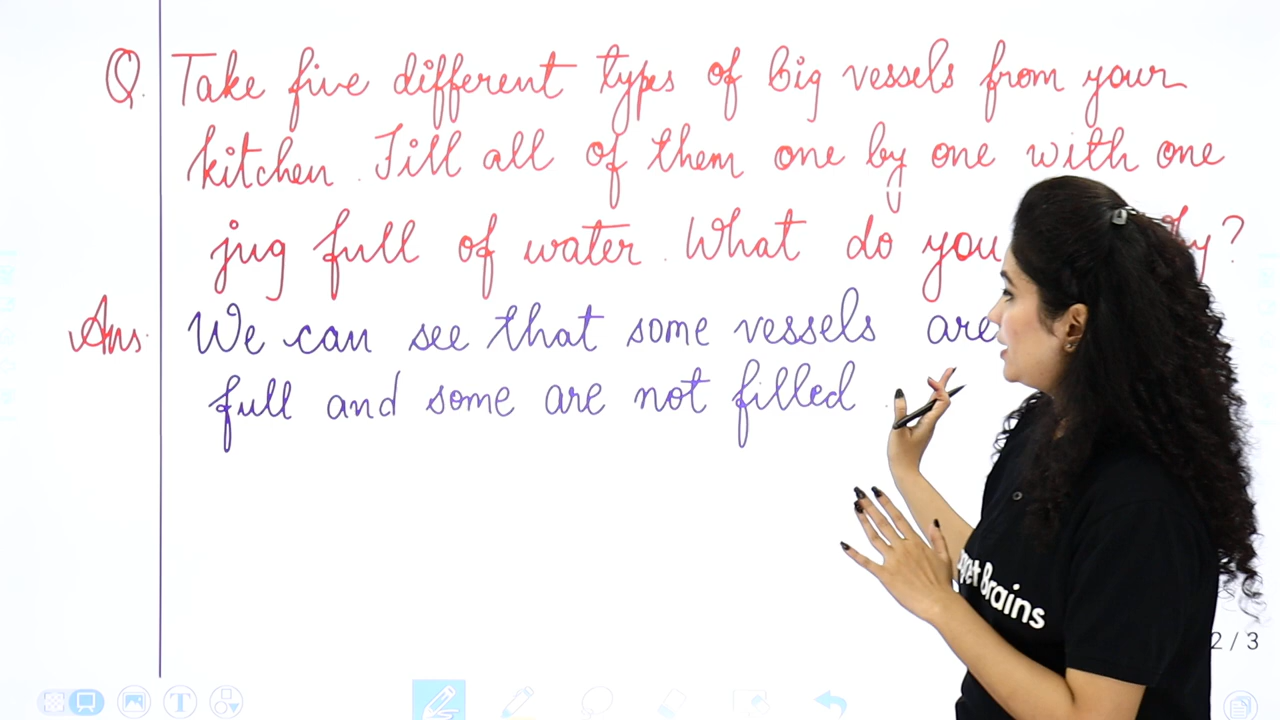 Q. Take five different types of big vessels from your
kitchen. Fill all of them one by one with one
jug full of water. What do you ?
Ans. We can see that some vessels are
full and some are not filled.
Brains
2 / 3
T